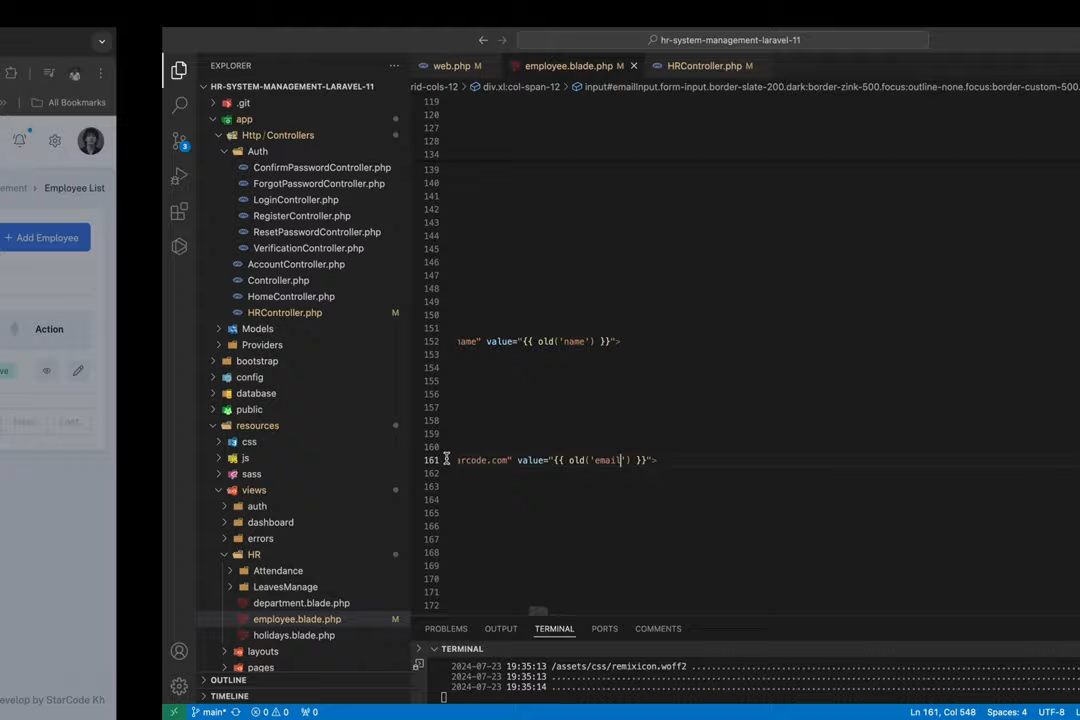 hr-system-management-laravel-11
EXPLORER
web.php M
employee.blade.php M
HRController.php M
HR-SYSTEM-MANAGEMENT-LARAVEL-11
rid-cols-12 > div.xl:col-span-12 > input#emailInput.form-input.border-slate-200.dark:border-zink-500.focus:outline-none.focus:border-custom-500.
All Bookmarks
.git
app
Http / Controllers
Auth
ConfirmPasswordController.php
ForgotPasswordController.php
LoginController.php
RegisterController.php
ResetPasswordController.php
VerificationController.php
AccountController.php
Controller.php
HomeController.php
HRController.php M
Models
Providers
bootstrap
config
database
public
resources
css
js
sass
views
auth
dashboard
errors
HR
Attendance
LeavesManage
department.blade.php
employee.blade.php M
holidays.blade.php
layouts
pages
OUTLINE
TIMELINE
3
ement > Employee List
+ Add Employee
Action
ve
evelop by StarCode Kh
119
120
127
128
134
139
140
141
142
143
144
145
146
147
148
149
150
151
152 name" value="{{ old('name') }}">
153
154
155
156
157
158
159
160
161 arcode.com" value="{{ old('email') }}">
162
163
164
165
166
167
168
169
170
171
172
PROBLEMS OUTPUT TERMINAL PORTS COMMENTS
TERMINAL
2024-07-23 19:35:13 /assets/css/remixicon.woff2
2024-07-23 19:35:13
2024-07-23 19:35:14
main* 0 0 0 Ln 161, Col 548 Spaces: 4 UTF-8